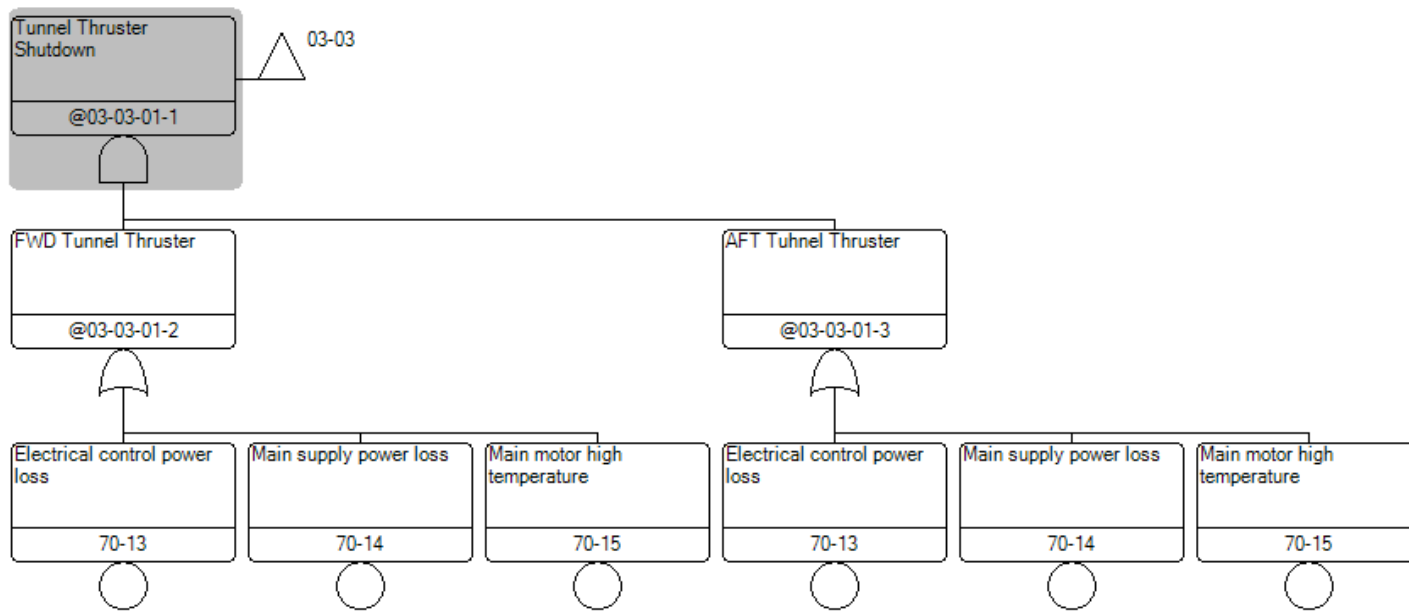 Tunnel Thruster
Shutdown
03-03
@03-03-01-1
FWD Tunnel Thruster
AFT Tuhnel Thruster
@03-03-01-2
@03-03-01-3
Electrical control power
loss
Main supply power loss
Main motor high
temperature
Electrical control power
loss
Main supply power loss
Main motor high
temperature
70-13
70-14
70-15
70-13
70-14
70-15